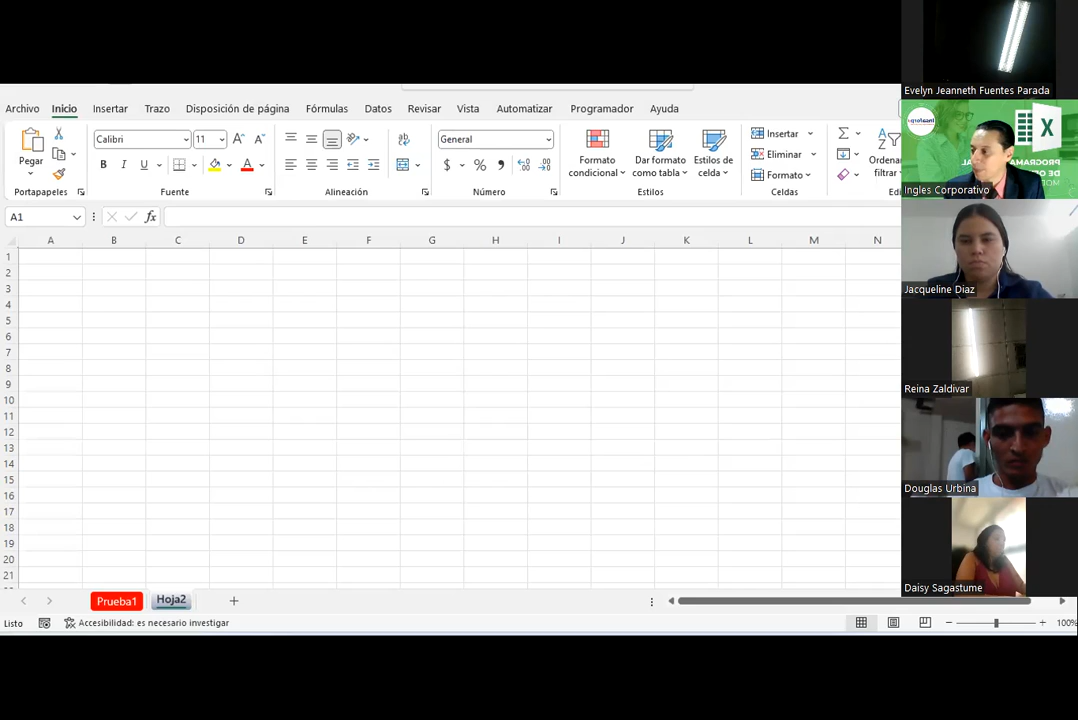 Archivo Inicio Insertar Trazo Disposición de página Fórmulas Datos Revisar Vista Automatizar Programador Ayuda
Pegar
Calibri 11
General
Formato condicional
Dar formato como tabla
Estilos de celda
Insertar
Eliminar
Formato
Ordenar
filtrar
Portapapeles Fuente Alineación Número Estilos Celdas
A1
fx
A B C D E F G H I J K L M N
1
2
3
4
5
6
7
8
9
10
11
12
13
14
15
16
17
18
19
20
21
Prueba1 Hoja2
Listo Accesibilidad: es necesario investigar 100%
Evelyn Jeanneth Fuentes Parada
Ingles Corporativo
Jacqueline Diaz
Reina Zaldivar
Douglas Urbina
Daisy Sagastume